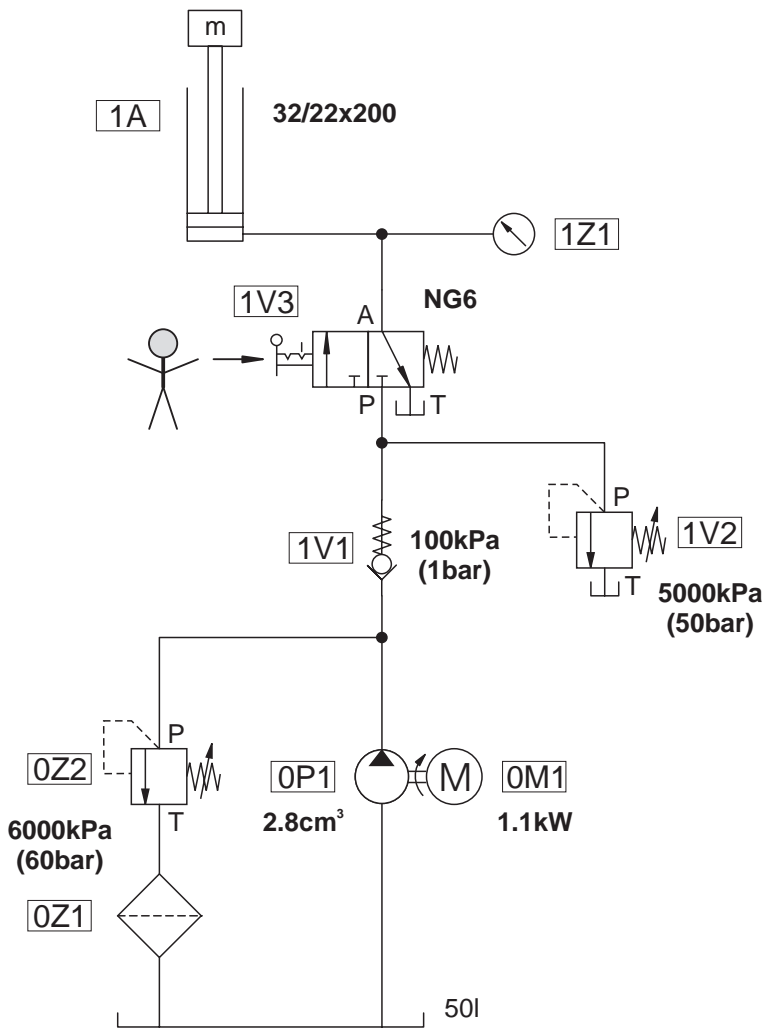 m
1A
32/22x200
1Z1
1V3
NG6
A
P
T
1V1
100kPa
(1bar)
P
1V2
T
5000kPa
(50bar)
P
0Z2
T
6000kPa
(60bar)
0P1
2.8cm³
M
0M1
1.1kW
0Z1
50l